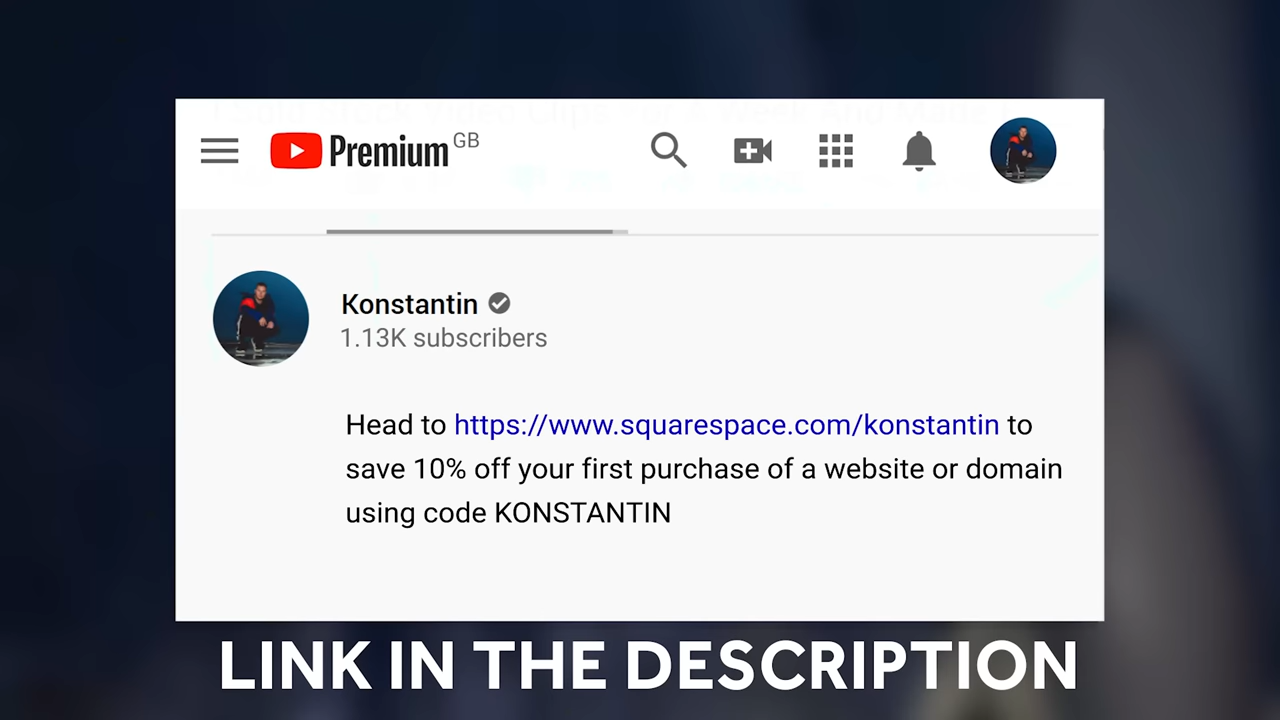 Premium GB
Konstantin
1.13K subscribers
Head to https://www.squarespace.com/konstantin to
save 10% off your first purchase of a website or domain
using code KONSTANTIN
LINK IN THE DESCRIPTION